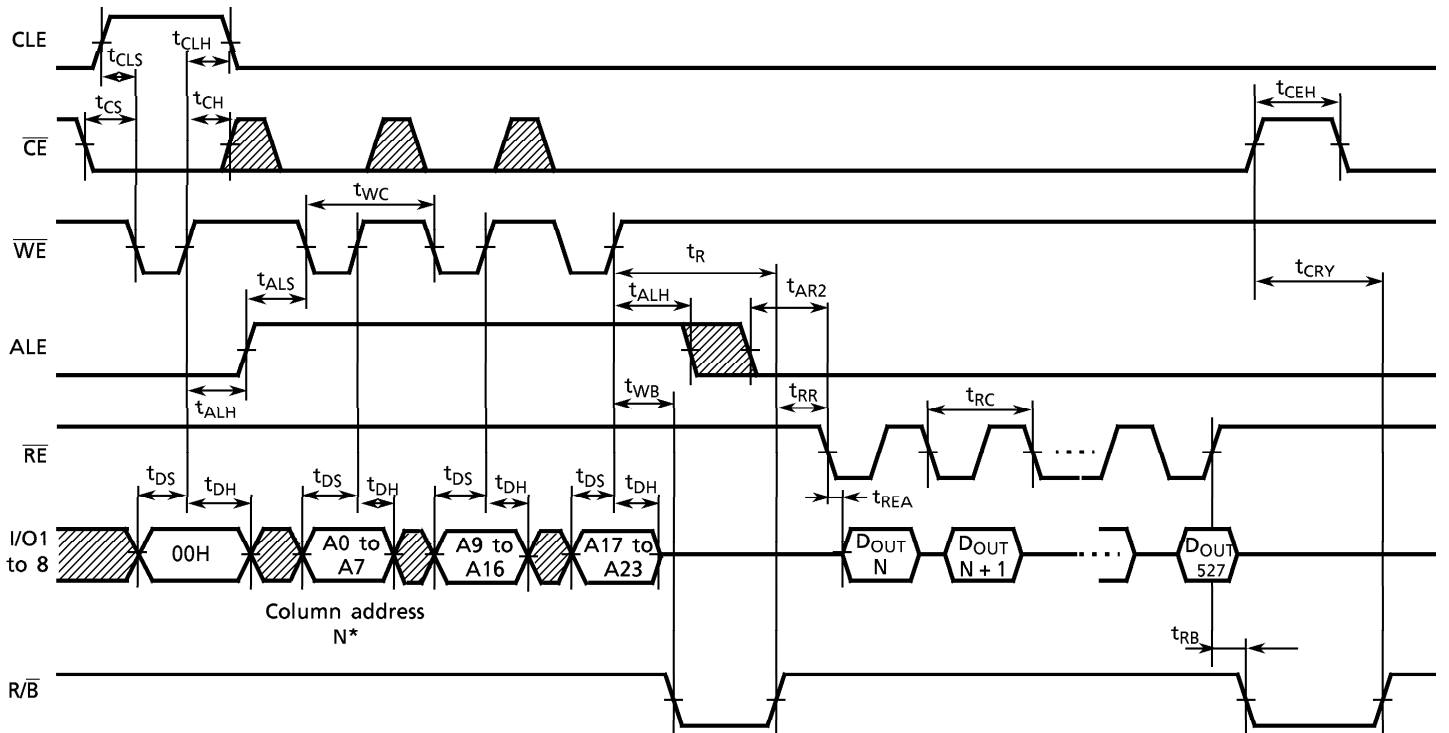 CLE
tCLS
tCLH
tCS
tCH
tCEH
CE
tWC
WE
tR
tCRY
tALS
tALH
tAR2
ALE
tALH
tWB
tRR
tRC
RE
tDS
tDH
tDS
tDH
tDS
tDH
tDS
tDH
tREA
I/O1
to 8
00H
A0 to
A7
A9 to
A16
A17 to
A23
DOUT
N
DOUT
N + 1
DOUT
527
Column address
N*
tRB
R/B